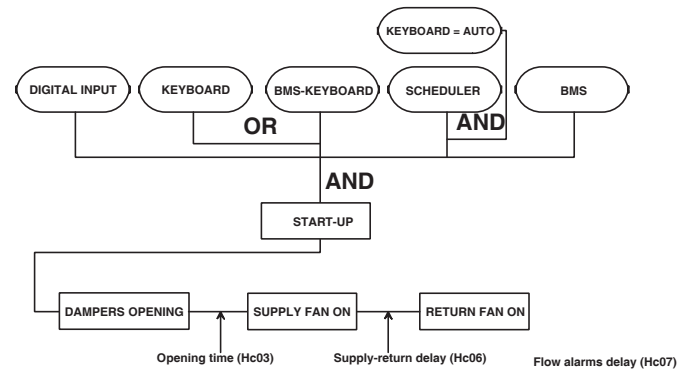 KEYBOARD = AUTO
DIGITAL INPUT
KEYBOARD
BMS-KEYBOARD
SCHEDULER
BMS
OR
AND
AND
START-UP
DAMPERS OPENING
SUPPLY FAN ON
RETURN FAN ON
Opening time (Hc03)
Supply-return delay (Hc06)
Flow alarms delay (Hc07)